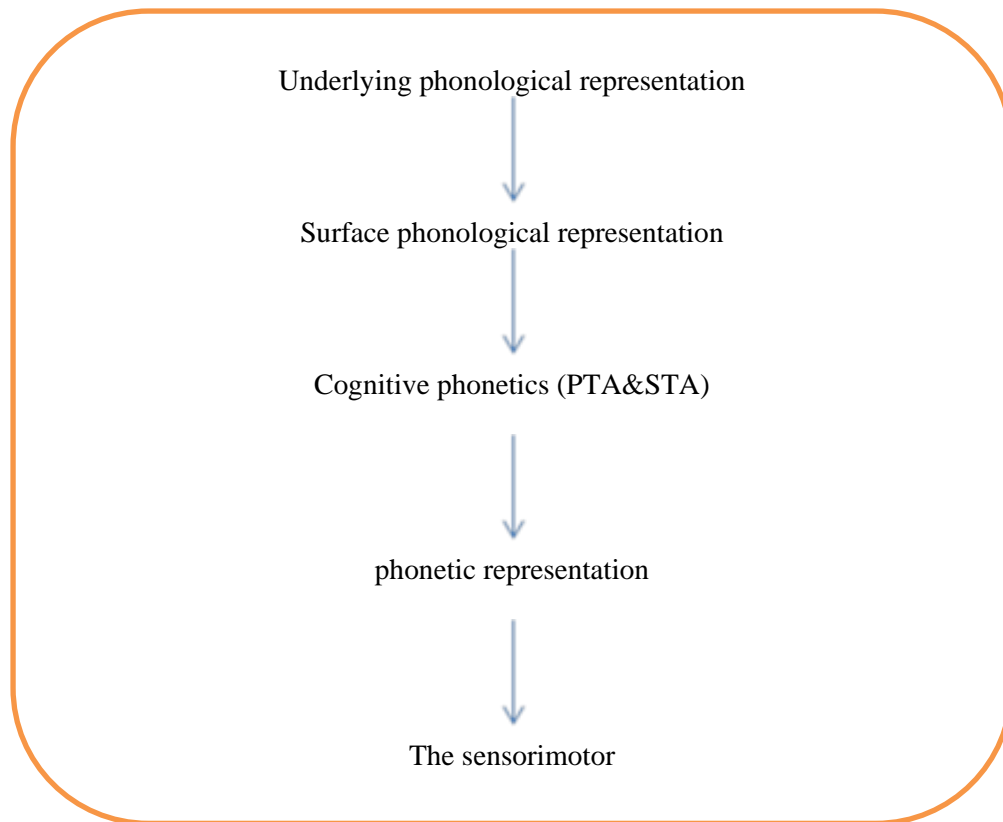 Underlying phonological representation
Surface phonological representation
Cognitive phonetics (PTA&STA)
phonetic representation
The sensorimotor